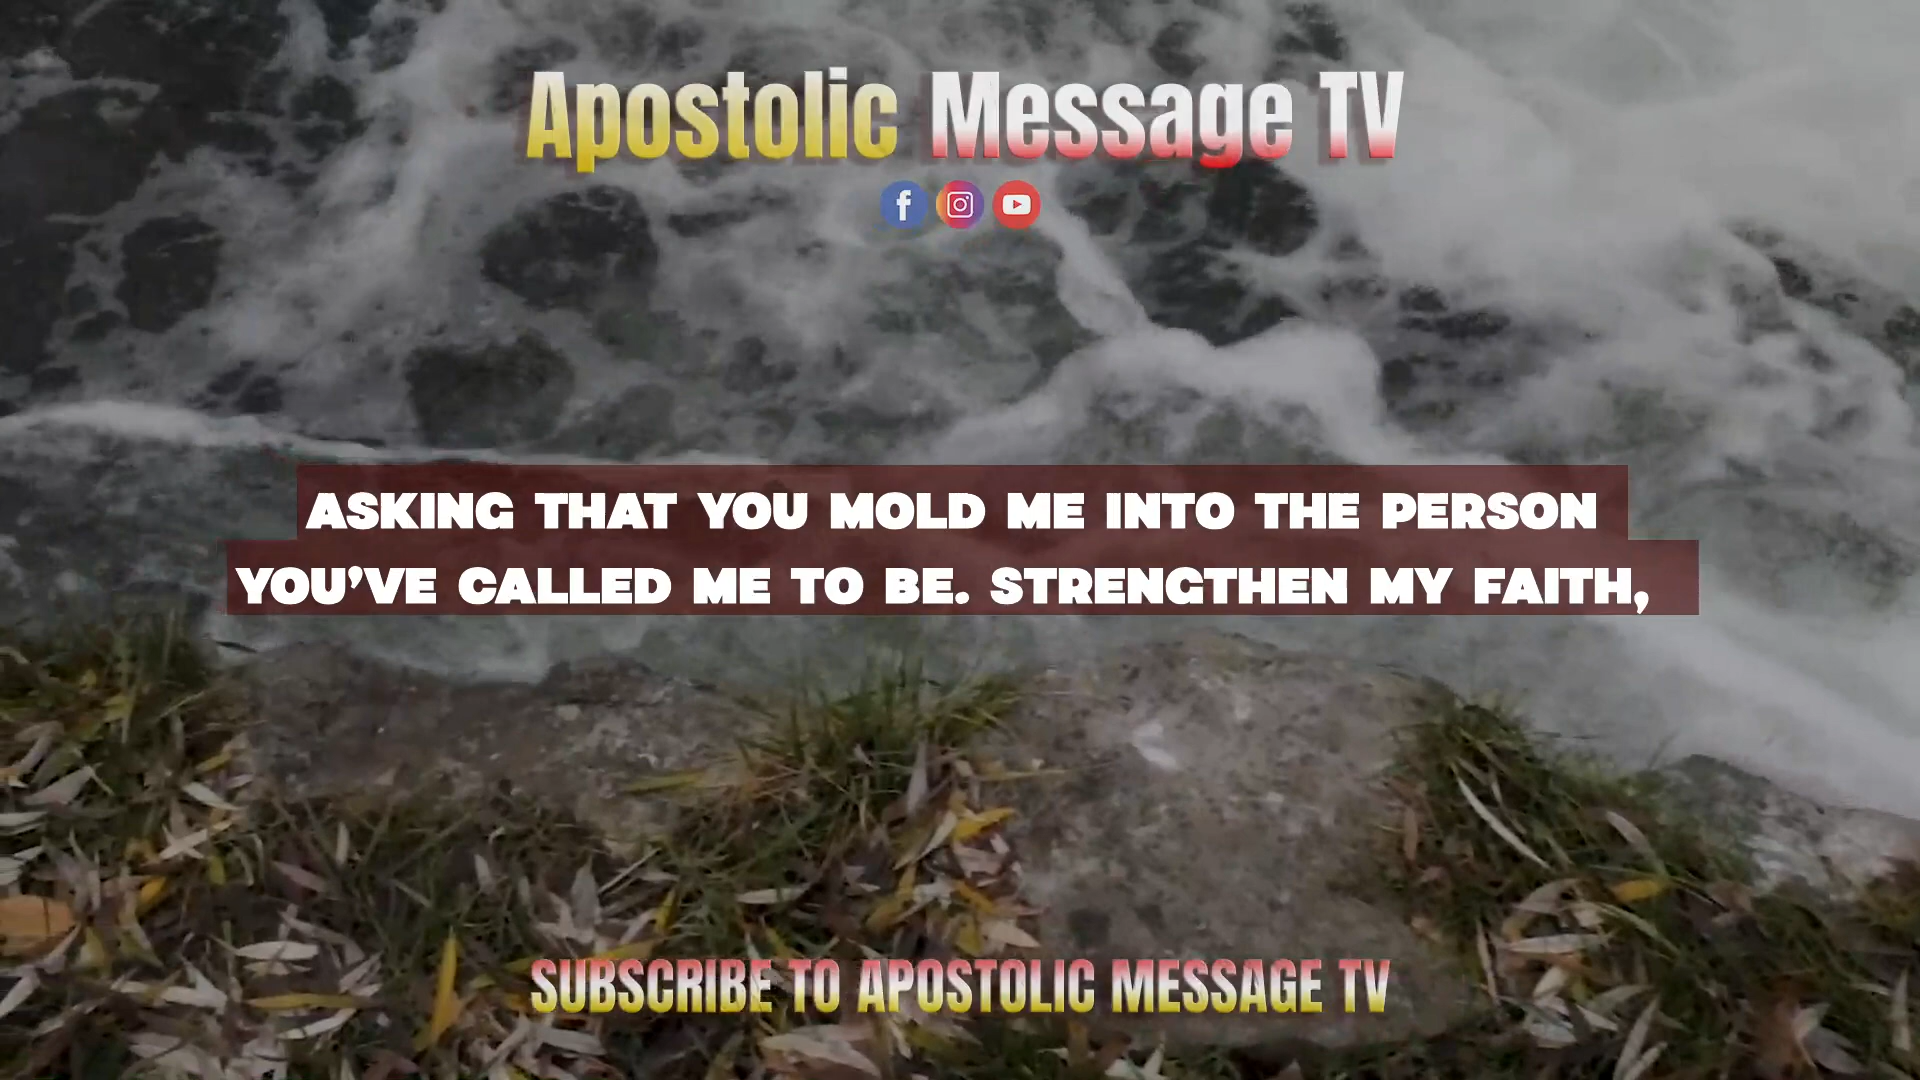 Apostolic Message TV
ASKING THAT YOU MOLD ME INTO THE PERSON
YOU'VE CALLED ME TO BE. STRENGTHEN MY FAITH,
SUBSCRIBE TO APOSTOLIC MESSAGE TV